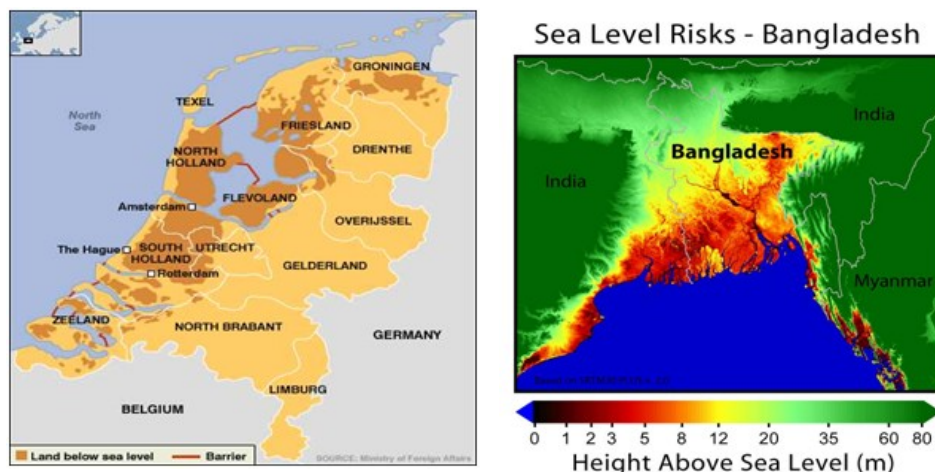 North
Sea
TEXEL
GRONINGEN
FRIESLAND
NORTH
HOLLAND
DRENTHE
FLEVOLAND
Amsterdam
OVERIJSSEL
The Hague
SOUTH
HOLLAND
UTRECHT
Rotterdam
GELDERLAND
ZEELAND
NORTH BRABANT
GERMANY
LIMBURG
BELGIUM
Land below sea level
Barrier
SOURCE: Ministry of Foreign Affairs
Sea Level Risks - Bangladesh
India
Bangladesh
India
Myanmar
0 1 2 3 5 8 12 20 35 60 80
Height Above Sea Level (m)